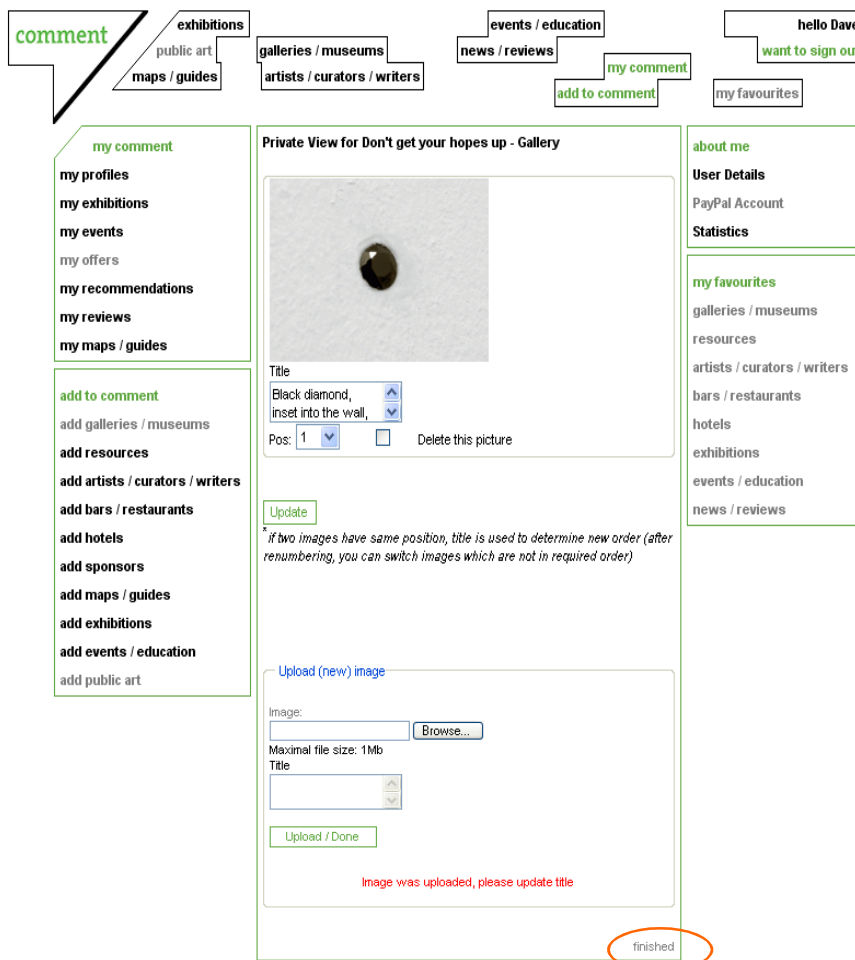 comment
exhibitions
public art
maps / guides
galleries / museums
artists / curators / writers
events / education
news / reviews
my comment
add to comment
hello Dave
want to sign out
my favourites
my comment
my profiles
my exhibitions
my events
my offers
my recommendations
my reviews
my maps / guides
add to comment
add galleries / museums
add resources
add artists / curators / writers
add bars / restaurants
add hotels
add sponsors
add maps / guides
add exhibitions
add events / education
add public art
Private View for Don't get your hopes up - Gallery
Title
Black diamond,
inset into the wall,
Pos: 1 Delete this picture
Update
*if two images have same position, title is used to determine new order (after
renumbering, you can switch images which are not in required order)
Upload (new) image
Image:
Browse...
Maximal file size: 1Mb
Title
Upload / Done
Image was uploaded, please update title
finished
about me
User Details
PayPal Account
Statistics
my favourites
galleries / museums
resources
artists / curators / writers
bars / restaurants
hotels
exhibitions
events / education
news / reviews